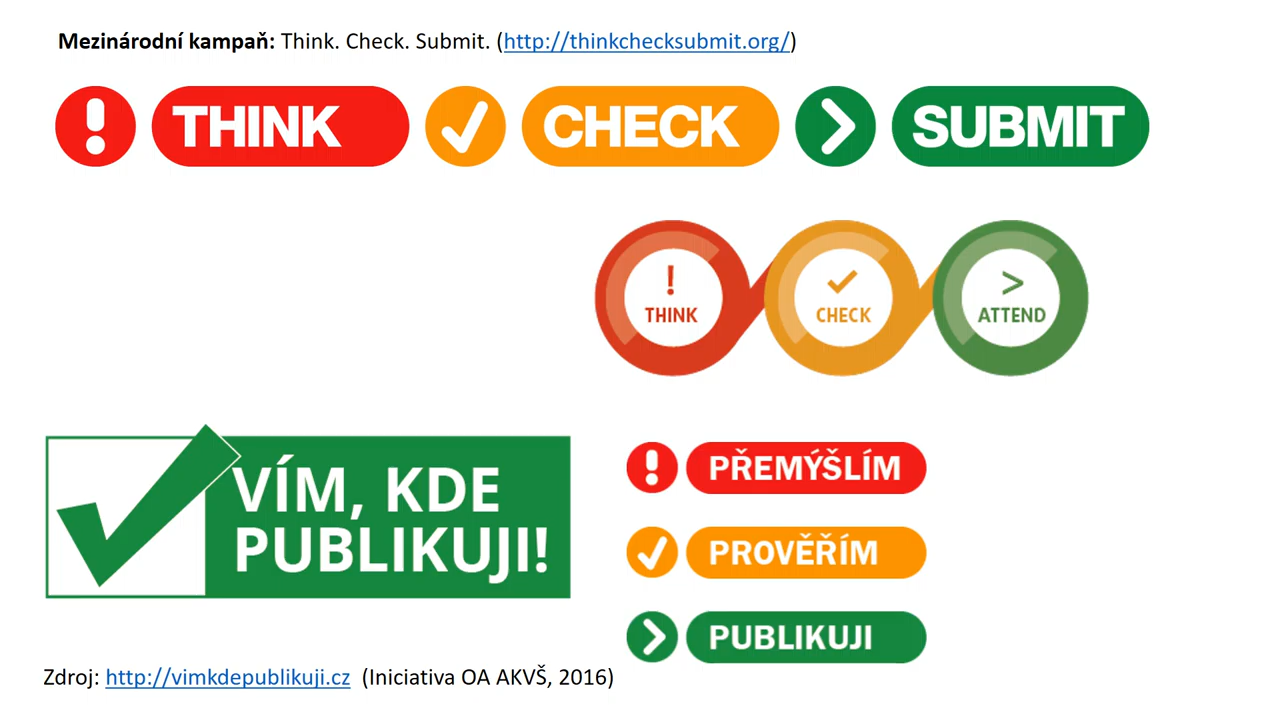 Mezinárodní kampaň: Think. Check. Submit. (http://thinkchecksubmit.org/)
! THINK ✓ CHECK > SUBMIT
! ✓ >
THINK CHECK ATTEND
VÍM, KDE
PUBLIKUJI!
! PŘEMÝŠLÍM
✓ PROVĚŘÍM
> PUBLIKUJI
Zdroj: http://vimkdepublikuji.cz (Iniciativa OA AKVŠ, 2016)